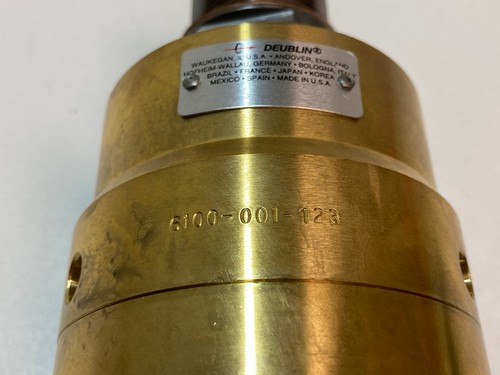 DEUBLIN®
WAUKEGAN, IL U.S.A. • ANDOVER, ENGLAND
HOFHEIM-WALLAU, GERMANY • BOLOGNA, ITALY
BRAZIL • FRANCE • JAPAN • KOREA
MEXICO • SPAIN • MADE IN U.S.A.
6100-001-123